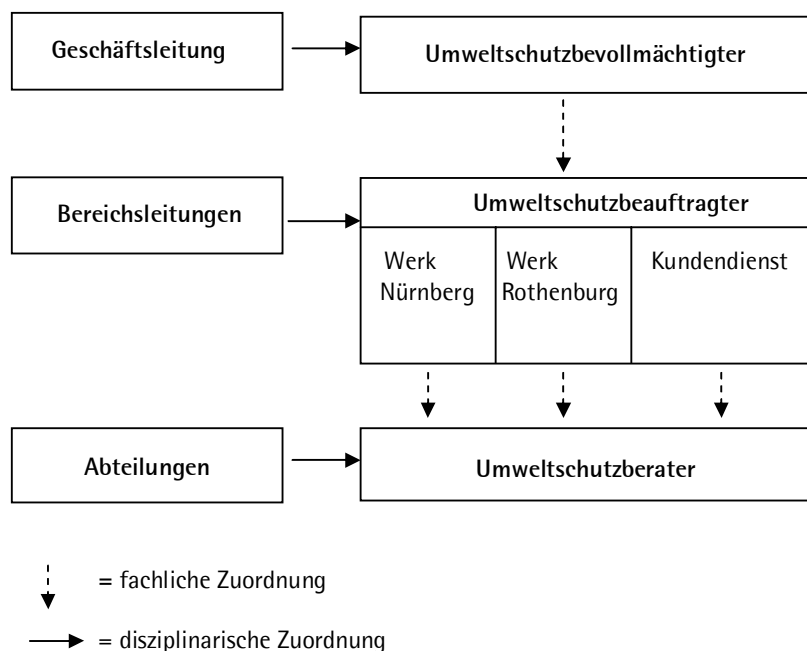 Geschäftsleitung
Umweltschutzbevollmächtigter
Bereichsleitungen
Umweltschutzbeauftragter
Werk
Nürnberg
Werk
Rothenburg
Kundendienst
Abteilungen
Umweltschutzberater
= fachliche Zuordnung
= disziplinarische Zuordnung